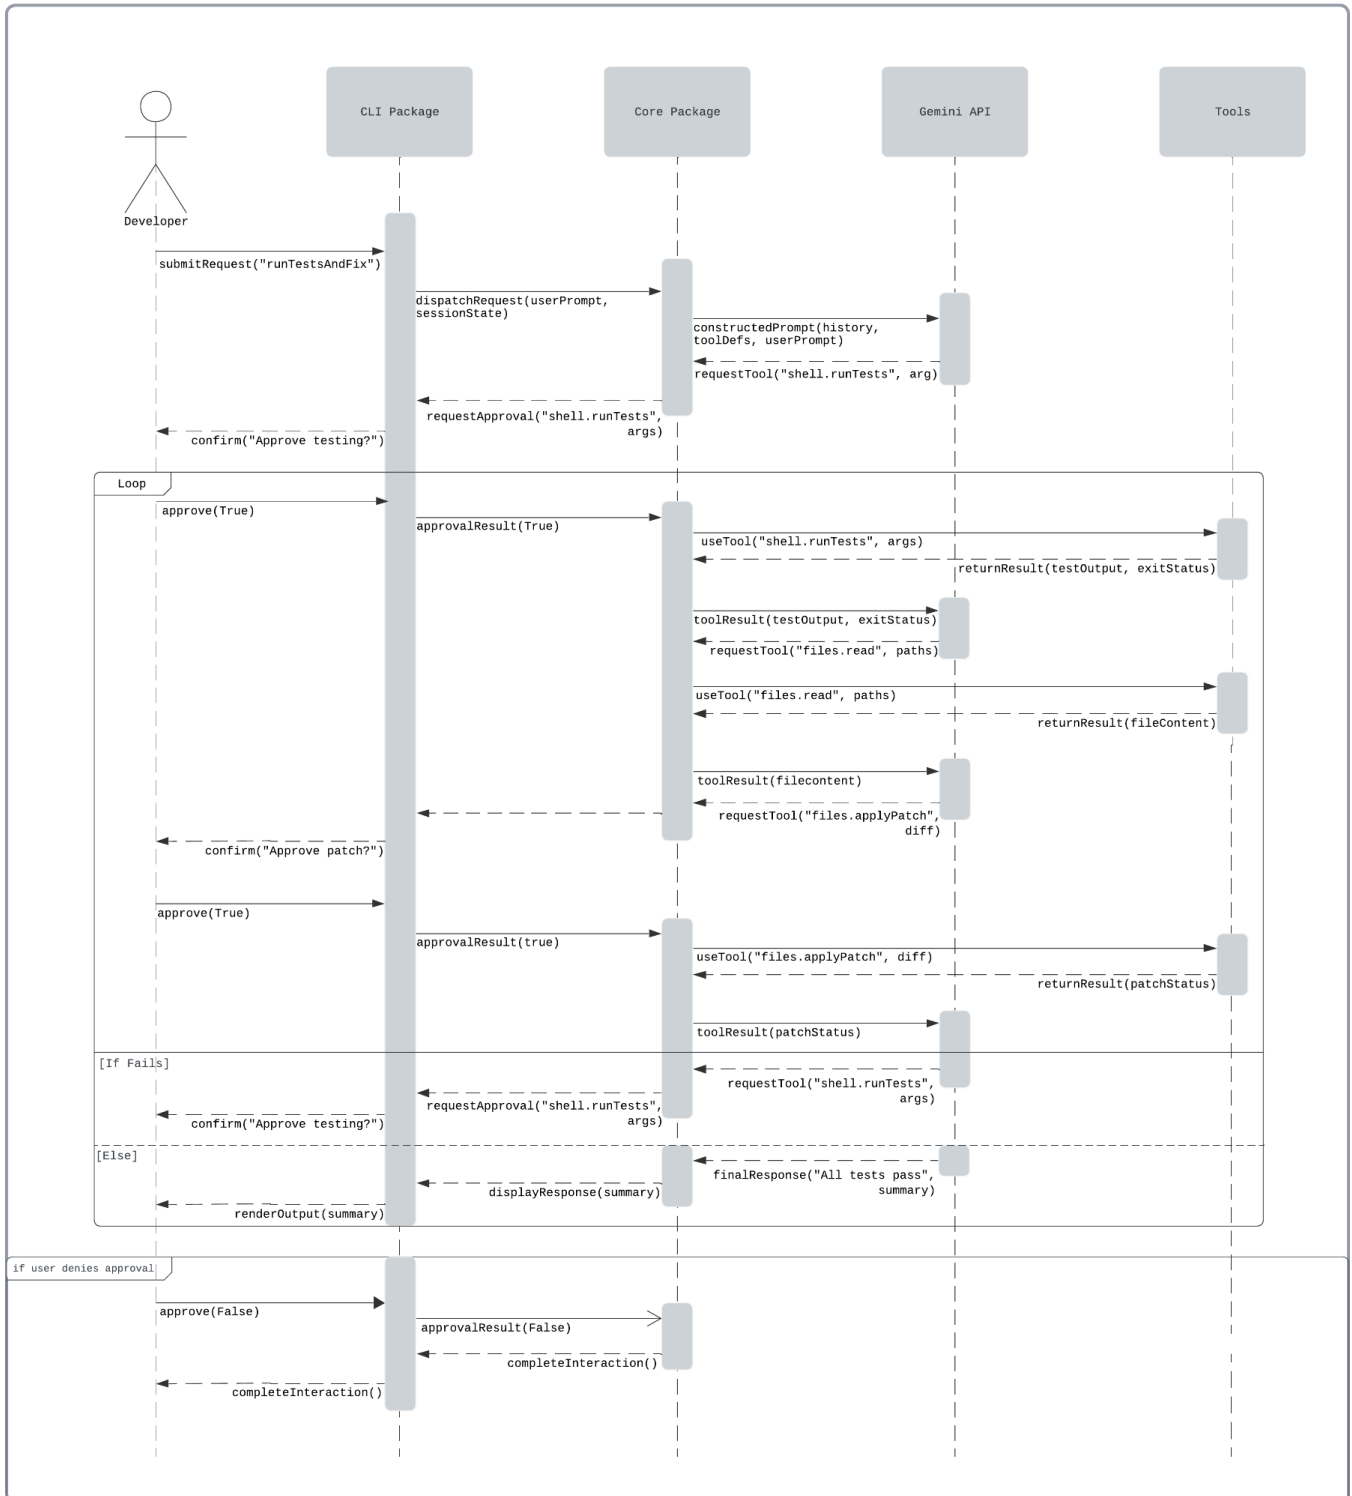 CLI Package
Core Package
Gemini API
Tools
Developer
submitRequest("runTestsAndFix")
dispatchRequest(userPrompt,
sessionState)
constructedPrompt(history,
toolDefs, userPrompt)
requestTool("shell.runTests", arg)
requestApproval("shell.runTests",
args)
confirm("Approve testing?")
Loop
approve(True)
approvalResult(True)
useTool("shell.runTests", args)
returnResult(testOutput, exitStatus)
toolResult(testOutput, exitStatus)
requestTool("files.read", paths)
useTool("files.read", paths)
returnResult(fileContent)
toolResult(filecontent)
requestTool("files.applyPatch",
diff)
confirm("Approve patch?")
approve(True)
approvalResult(true)
useTool("files.applyPatch", diff)
returnResult(patchStatus)
toolResult(patchStatus)
[If Fails]
requestTool("shell.runTests",
args)
requestApproval("shell.runTests",
args)
confirm("Approve testing?")
[Else]
finalResponse("All tests pass",
summary)
displayResponse(summary)
renderOutput(summary)
if user denies approval
approve(False)
approvalResult(False)
completeInteraction()
completeInteraction()